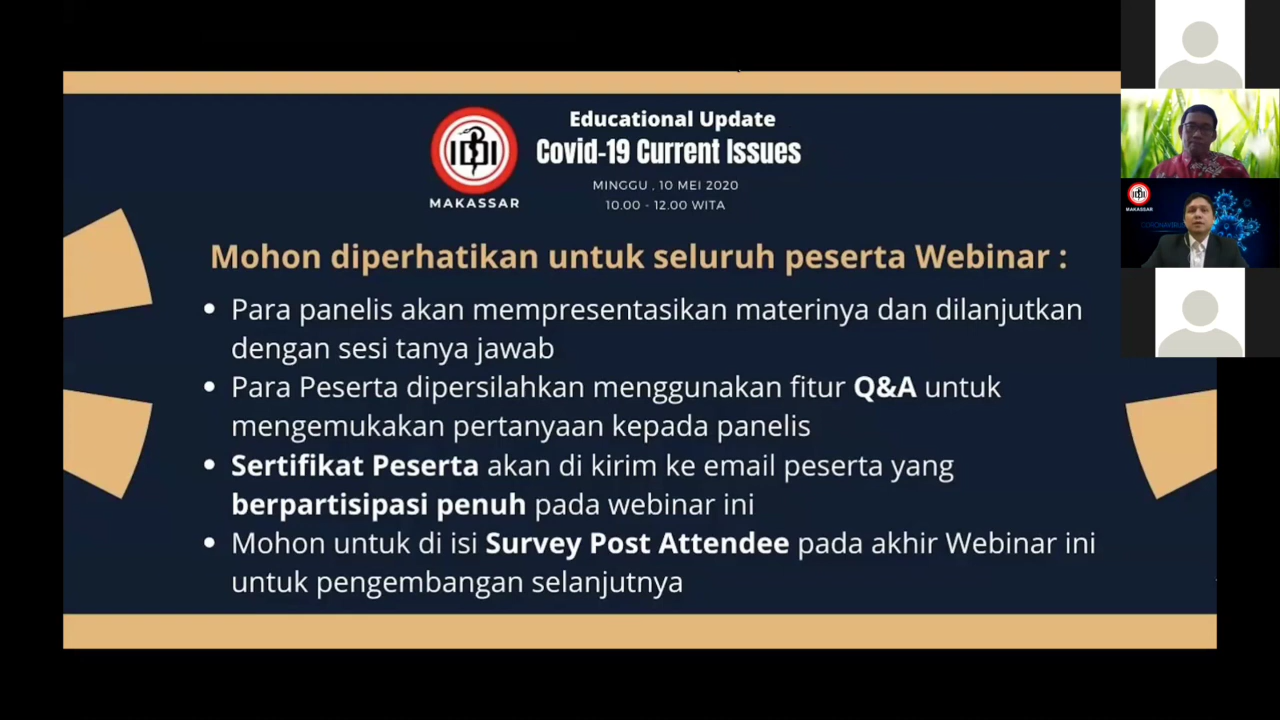 IDI
MAKASSAR
Educational Update
Covid-19 Current Issues
MINGGU , 10 MEI 2020
10.00 - 12.00 WITA
Mohon diperhatikan untuk seluruh peserta Webinar :
• Para panelis akan mempresentasikan materinya dan dilanjutkan
dengan sesi tanya jawab
• Para Peserta dipersilahkan menggunakan fitur Q&A untuk
mengemukakan pertanyaan kepada panelis
• Sertifikat Peserta akan di kirim ke email peserta yang
berpartisipasi penuh pada webinar ini
• Mohon untuk di isi Survey Post Attendee pada akhir Webinar ini
untuk pengembangan selanjutnya
MAKASSAR